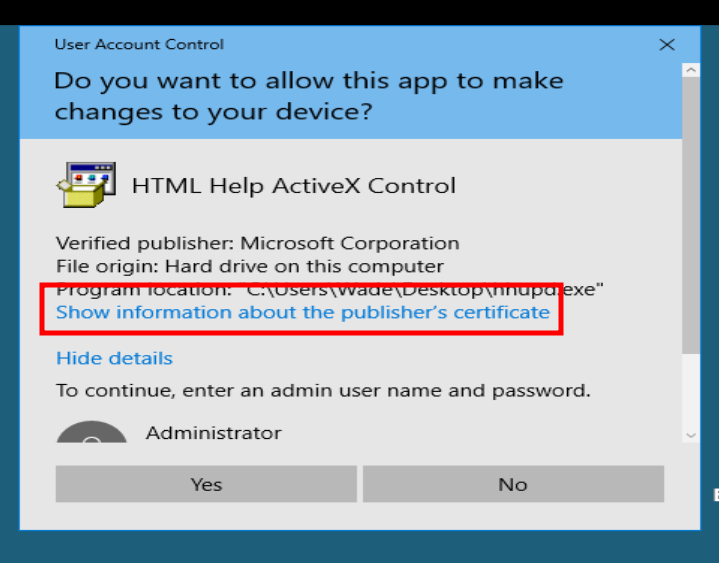 User Account Control
Do you want to allow this app to make
changes to your device?
HTML Help ActiveX Control
Verified publisher: Microsoft Corporation
File origin: Hard drive on this computer
Program location: "C:\Users\Wade\Desktop\hhupd.exe"
Show information about the publisher's certificate
Hide details
To continue, enter an admin user name and password.
Administrator
Yes
No